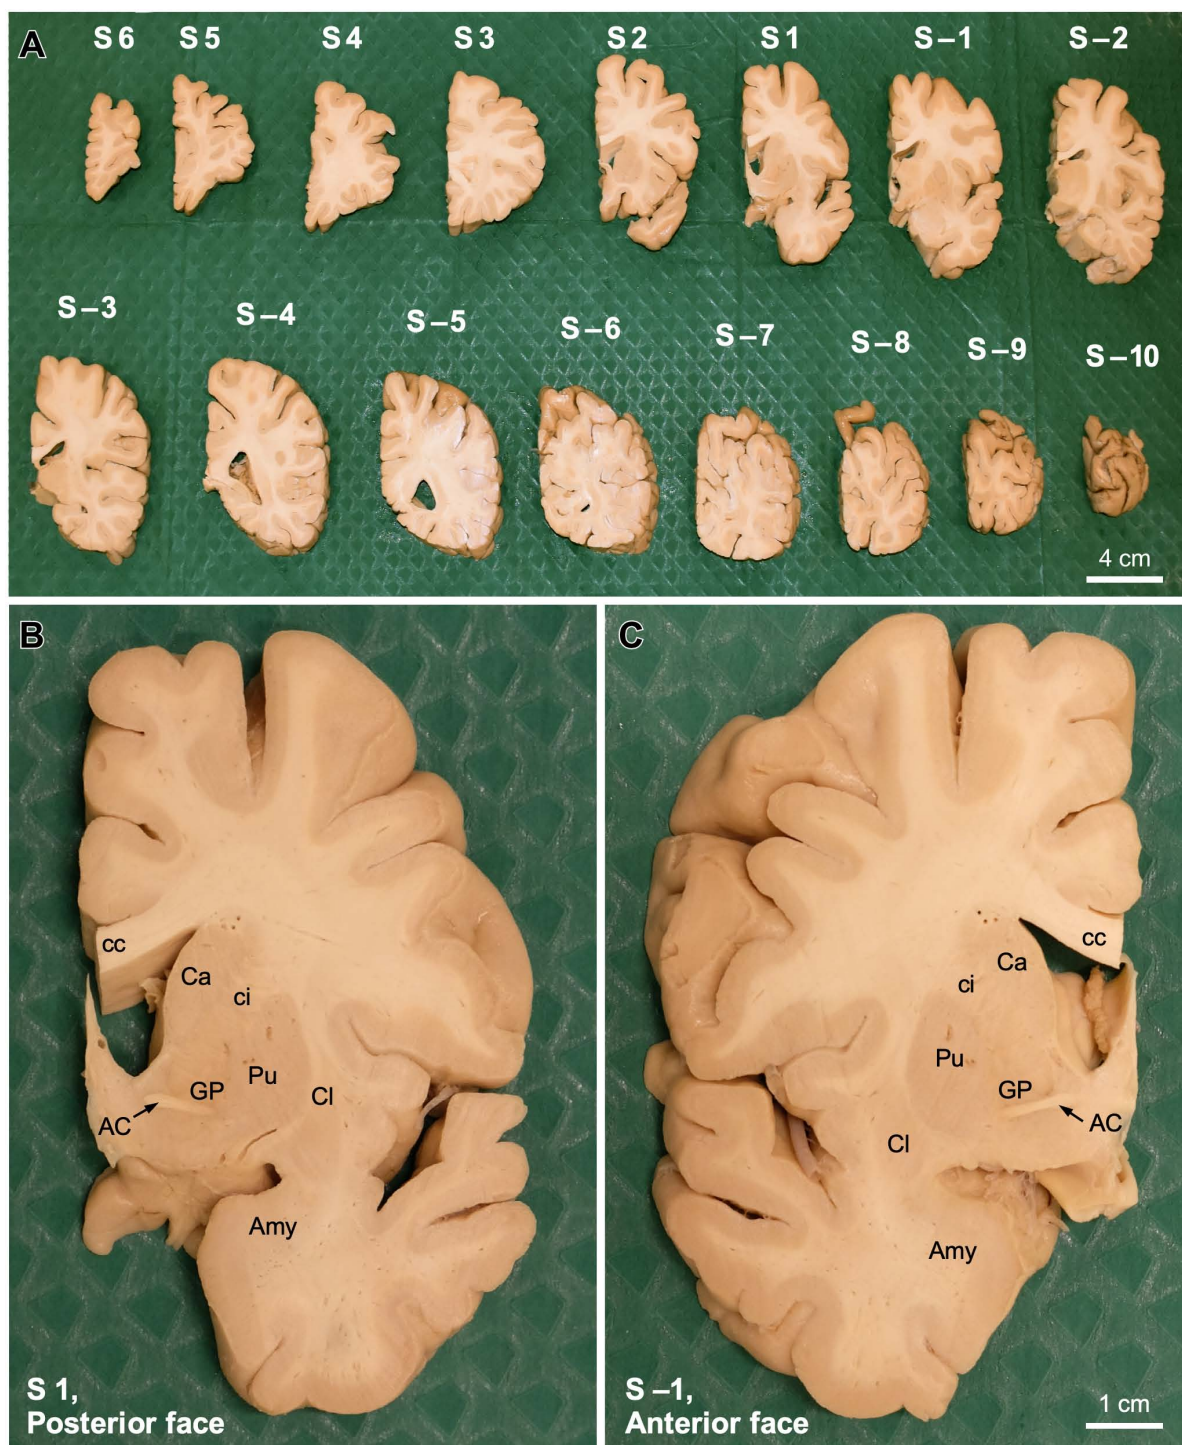 A
S 6 S 5 S 4 S 3 S 2 S 1 S –1 S –2
S –3 S –4 S –5 S –6 S –7 S –8 S –9 S –10
4 cm
B
cc
Ca
ci
Pu
GP
Cl
AC
Amy
S 1,
Posterior face
C
cc
Ca
ci
Pu
GP
AC
Cl
Amy
S –1,
Anterior face
1 cm